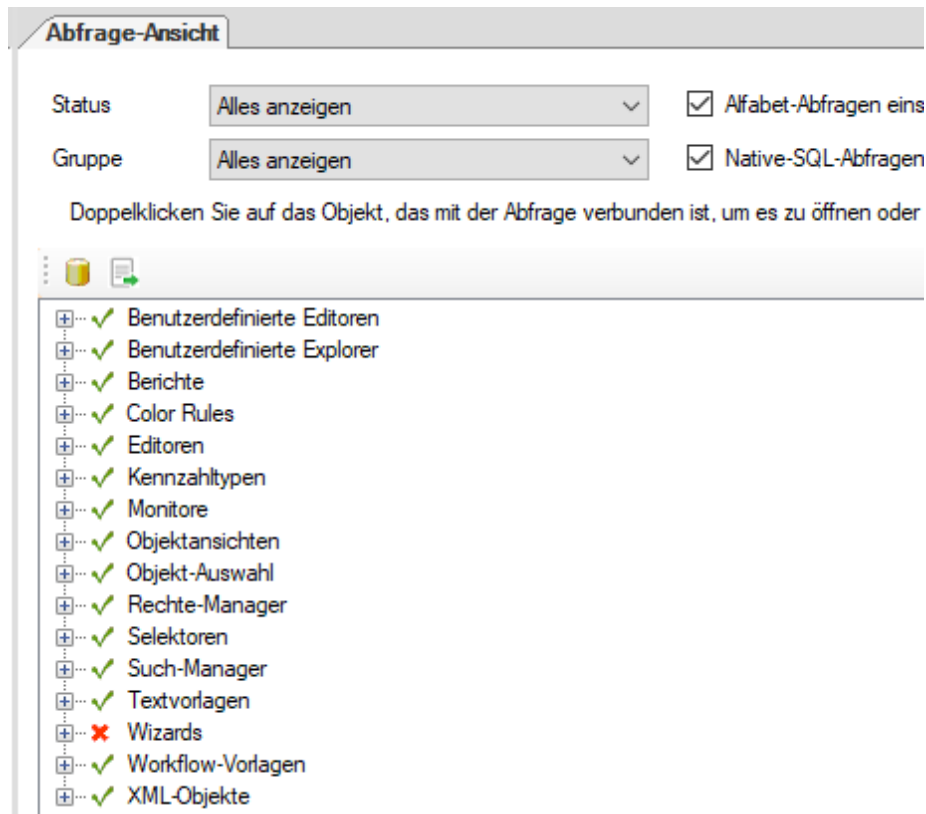 Abfrage-Ansicht
Status Alles anzeigen Alfabet-Abfragen eins
Gruppe Alles anzeigen Native-SQL-Abfragen
Doppelklicken Sie auf das Objekt, das mit der Abfrage verbunden ist, um es zu öffnen oder
Benutzerdefinierte Editoren
Benutzerdefinierte Explorer
Berichte
Color Rules
Editoren
Kennzahltypen
Monitore
Objektansichten
Objekt-Auswahl
Rechte-Manager
Selektoren
Such-Manager
Textvorlagen
Wizards
Workflow-Vorlagen
XML-Objekte